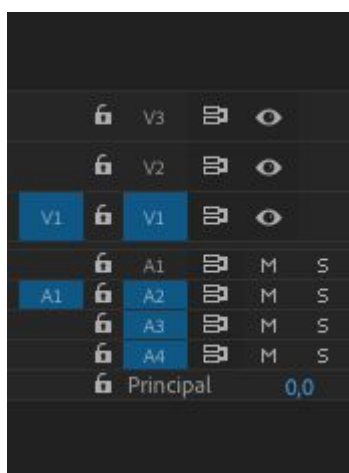 V3
V2
V1 V1
A1 M S
A1 A2 M S
A3 M S
A4 M S
Principal 0,0